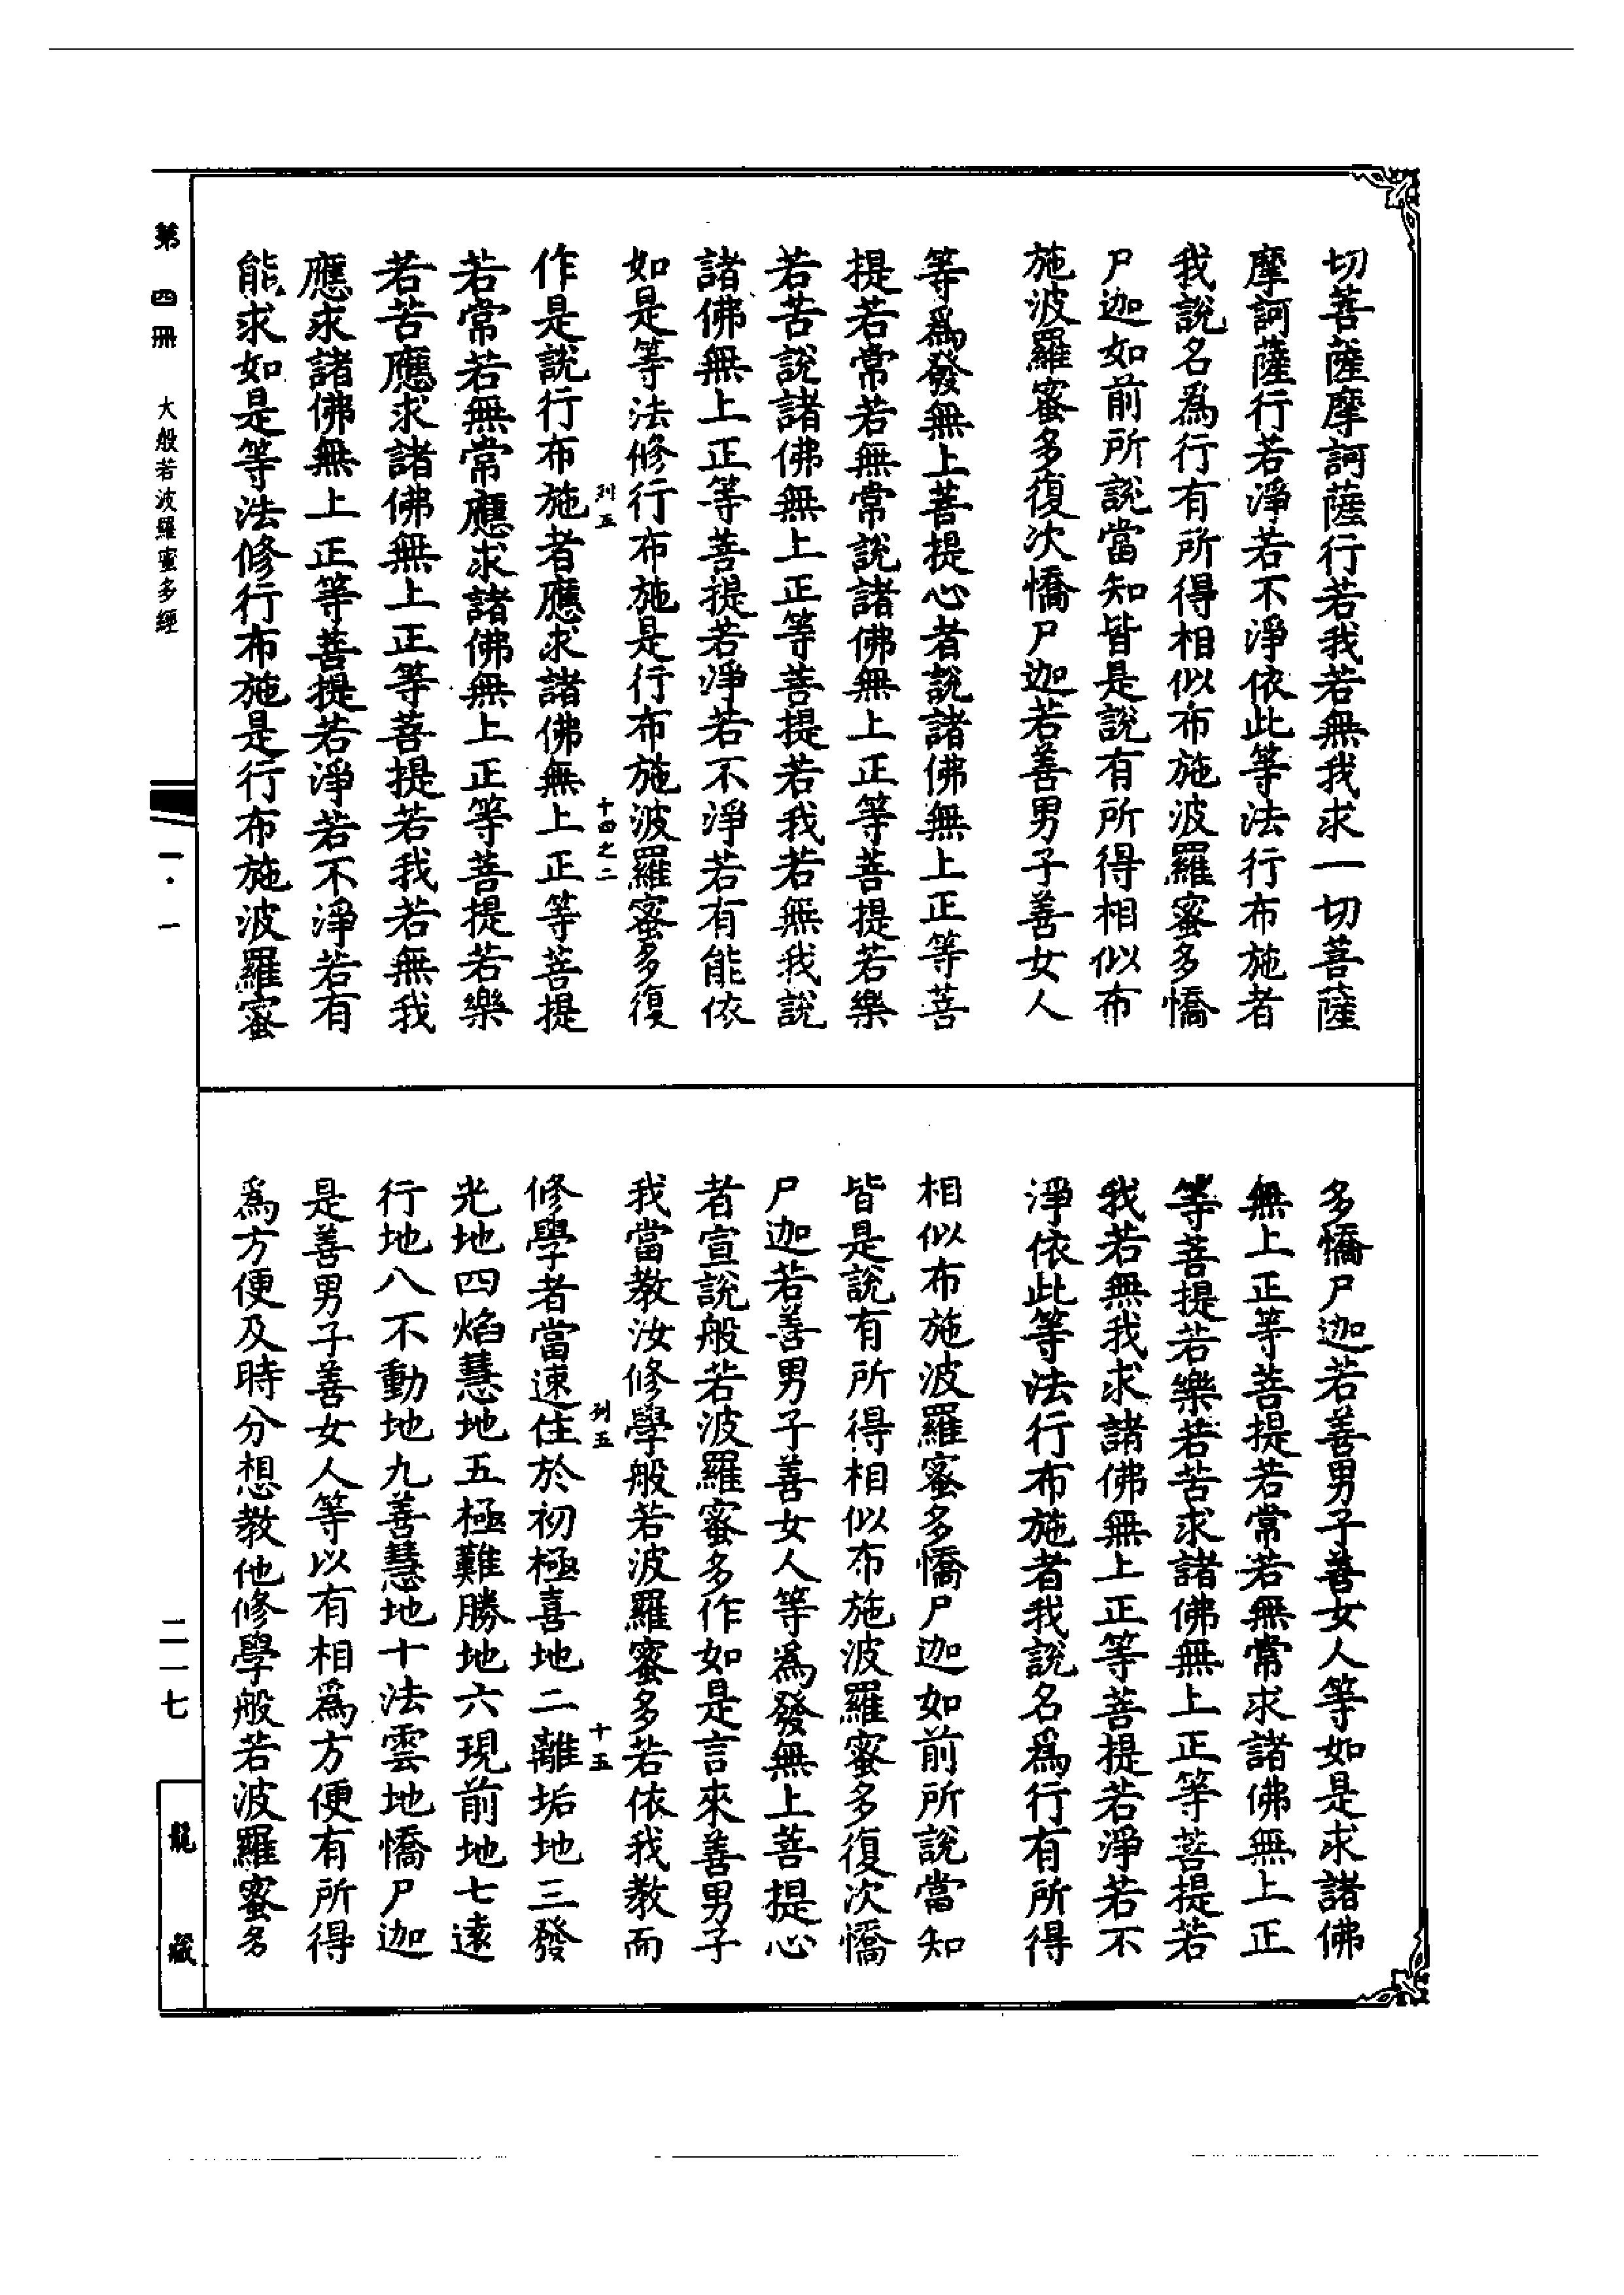 切菩薩摩訶薩行若我若無我求一切菩薩
摩訶薩行若淨若不淨依此等法行布施者
我說名爲行有所得相似布施波羅蜜多憍
尸迦如前所說當知皆是說有所得相似布
施波羅蜜多復次憍尸迦若善男子善女人
等爲發無上菩提心者說諸佛無上正等菩
提若常若無常說諸佛無上正等菩提若樂
若苦說諸佛無上正等菩提若我若無我說
諸佛無上正等菩提若淨若不淨若有能依
如是等法修行布施是行布施波羅蜜多復
列五 十四之二
作是說行布施者應求諸佛無上正等菩提
若常若無常應求諸佛無上正等菩提若樂
若苦應求諸佛無上正等菩提若我若無我
應求諸佛無上正等菩提若淨若不淨若有
能求如是等法修行布施是行布施波羅蜜
多憍尸迦若善男子善女人等如是求諸佛
無上正等菩提若常若無常求諸佛無上正
等菩提若樂若苦求諸佛無上正等菩提若
我若無我求諸佛無上正等菩提若淨若不
淨依此等法行布施者我說名爲行有所得
相似布施波羅蜜多憍尸迦如前所說當知
皆是說有所得相似布施波羅蜜多復次憍
尸迦若善男子善女人等爲發無上菩提心
者宣說般若波羅蜜多作如是言來善男子
我當教汝修學般若波羅蜜多若依我教而
列五 十五
修學者當速住於初極喜地二離垢地三發
光地四焰慧地五極難勝地六現前地七遠
行地八不動地九善慧地十法雲地憍尸迦
是善男子善女人等以有相爲方便有所得
爲方便及時分想教他修學般若波羅蜜多
第四冊 大般若波羅蜜多經 一·一 二一七 龍藏